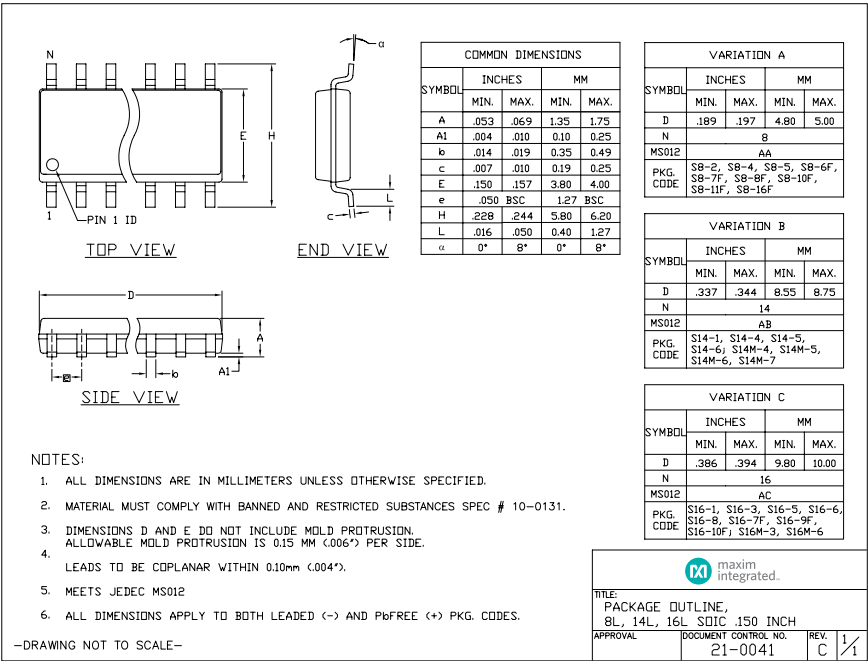 N
α
E
H
1
PIN 1 ID
TOP VIEW
L
c
END VIEW
D
A
A1
b
e
SIDE VIEW
COMMON DIMENSIONS
SYMBOL INCHES MM
MIN. MAX. MIN. MAX.
A .053 .069 1.35 1.75
A1 .004 .010 0.10 0.25
b .014 .019 0.35 0.49
c .007 .010 0.19 0.25
E .150 .157 3.80 4.00
e .050 BSC 1.27 BSC
H .228 .244 5.80 6.20
L .016 .050 0.40 1.27
α 0° 8° 0° 8°
VARIATION A
SYMBOL INCHES MM
MIN. MAX. MIN. MAX.
D .189 .197 4.80 5.00
N 8
MS012 AA
PKG. CODE S8-2, S8-4, S8-5, S8-6F,
S8-7F, S8-8F, S8-10F,
S8-11F, S8-16F
VARIATION B
SYMBOL INCHES MM
MIN. MAX. MIN. MAX.
D .337 .344 8.55 8.75
N 14
MS012 AB
PKG. CODE S14-1, S14-4, S14-5,
S14-6; S14M-4, S14M-5,
S14M-6, S14M-7
VARIATION C
SYMBOL INCHES MM
MIN. MAX. MIN. MAX.
D .386 .394 9.80 10.00
N 16
MS012 AC
PKG. CODE S16-1, S16-3, S16-5, S16-6,
S16-8, S16-7F, S16-9F,
S16-10F; S16M-3, S16M-6
NOTES:
1. ALL DIMENSIONS ARE IN MILLIMETERS UNLESS OTHERWISE SPECIFIED.
2. MATERIAL MUST COMPLY WITH BANNED AND RESTRICTED SUBSTANCES SPEC # 10-0131.
3. DIMENSIONS D AND E DO NOT INCLUDE MOLD PROTRUSION.
ALLOWABLE MOLD PROTRUSION IS 0.15 MM (.006") PER SIDE.
4.
LEADS TO BE COPLANAR WITHIN 0.10mm (.004").
5. MEETS JEDEC MS012
6. ALL DIMENSIONS APPLY TO BOTH LEADED (-) AND PbFREE (+) PKG. CODES.
-DRAWING NOT TO SCALE-
maxim
integrated™
TITLE:
PACKAGE OUTLINE,
8L, 14L, 16L SOIC .150 INCH
APPROVAL DOCUMENT CONTROL NO. REV.
21-0041 C 1/1